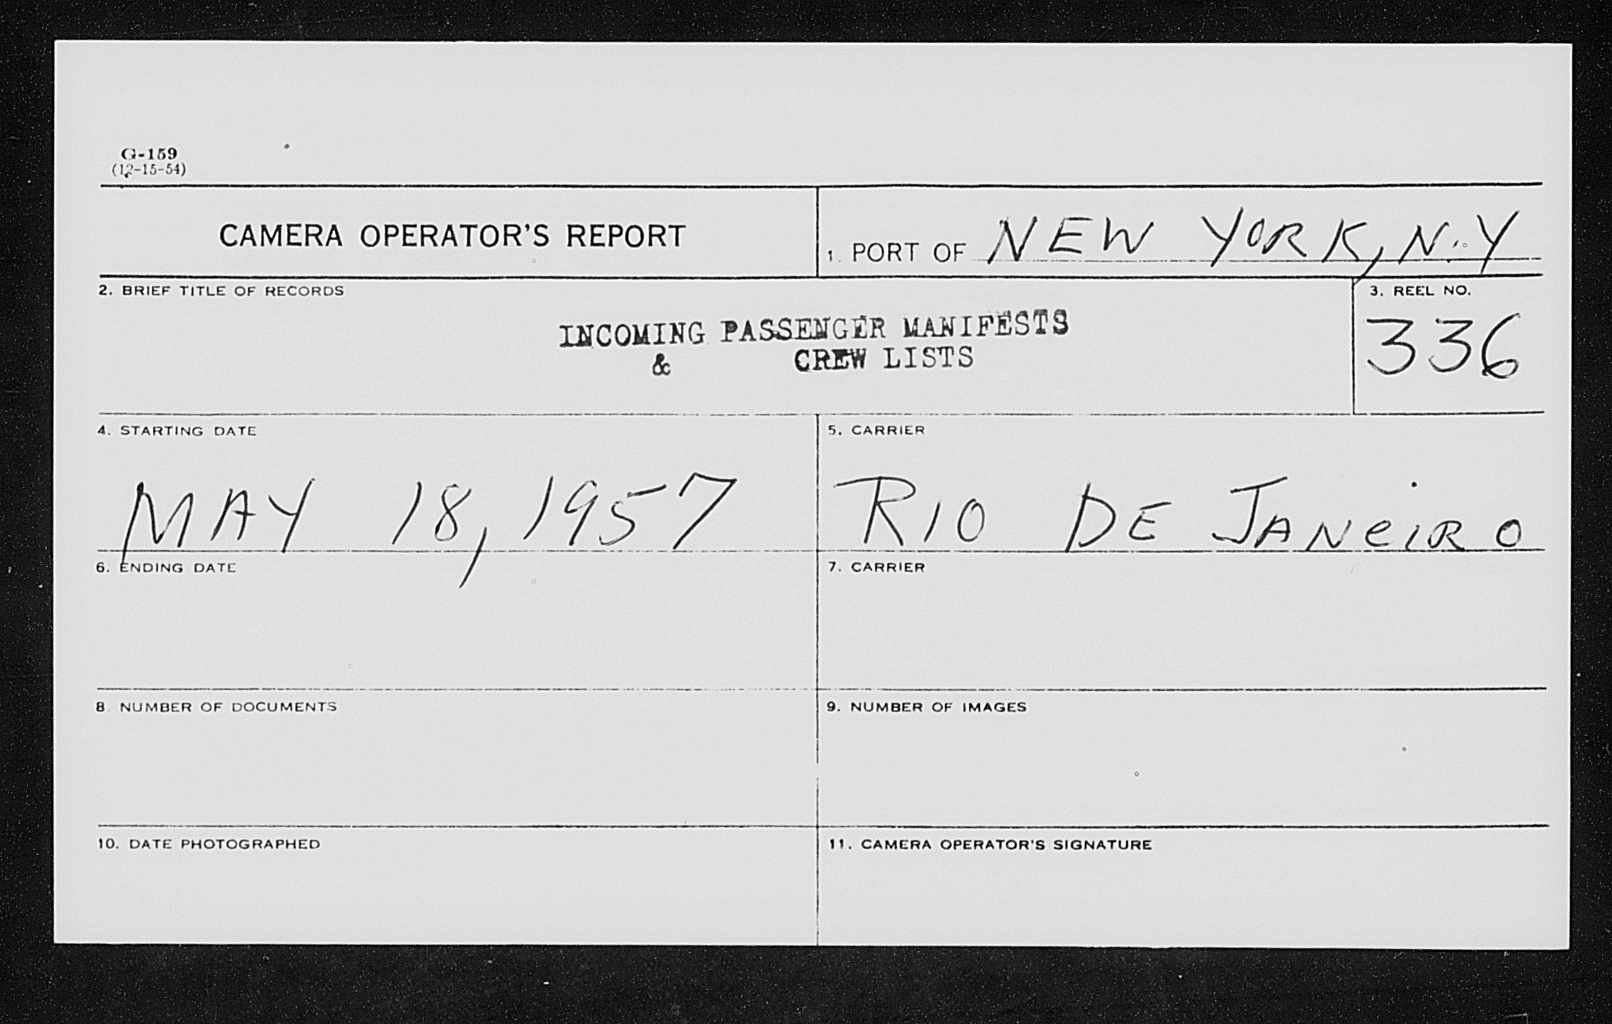 G-159
(12-15-54)
CAMERA OPERATOR'S REPORT
1. PORT OF NEW YORK, N.Y
2. BRIEF TITLE OF RECORDS
INCOMING PASSENGER MANIFESTS
& CREW LISTS
3. REEL NO.
336
4. STARTING DATE
MAY 18, 1957
5. CARRIER
RIO DE JANEIRO
6. ENDING DATE
7. CARRIER
8. NUMBER OF DOCUMENTS
9. NUMBER OF IMAGES
10. DATE PHOTOGRAPHED
11. CAMERA OPERATOR'S SIGNATURE